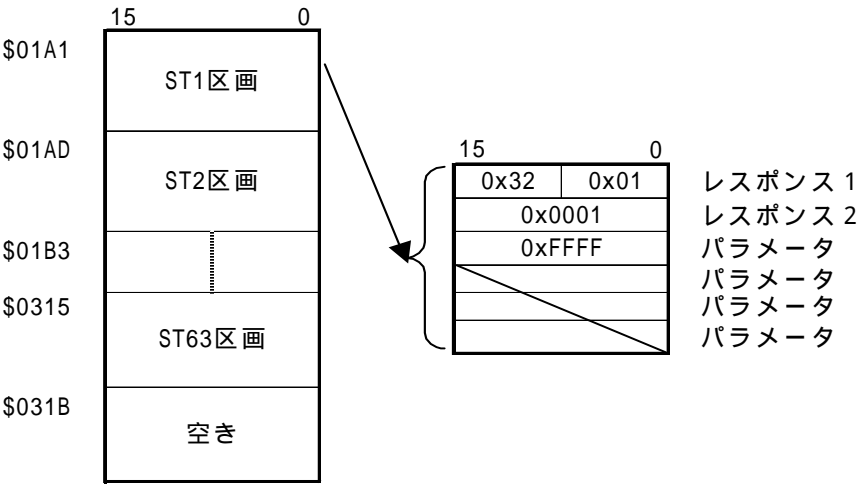 15 0
$01A1
ST1区画
$01AD
ST2区画
$01B3
$0315
ST63区画
$031B
空き
15 0
0x32 0x01 レスポンス1
0x0001 レスポンス2
0xFFFF パラメータ
パラメータ
パラメータ
パラメータ